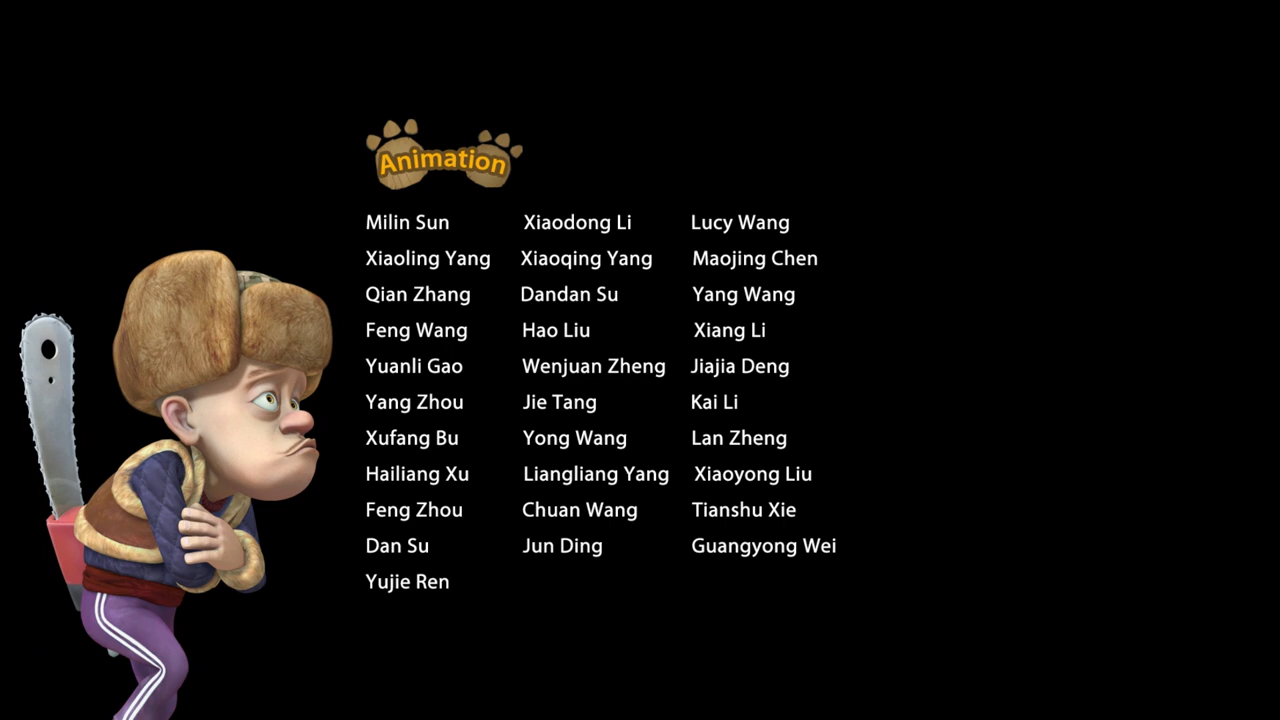 Animation
Milin Sun Xiaodong Li Lucy Wang
Xiaoling Yang Xiaoqing Yang Maojing Chen
Qian Zhang Dandan Su Yang Wang
Feng Wang Hao Liu Xiang Li
Yuanli Gao Wenjuan Zheng Jiajia Deng
Yang Zhou Jie Tang Kai Li
Xufang Bu Yong Wang Lan Zheng
Hailiang Xu Liangliang Yang Xiaoyong Liu
Feng Zhou Chuan Wang Tianshu Xie
Dan Su Jun Ding Guangyong Wei
Yujie Ren